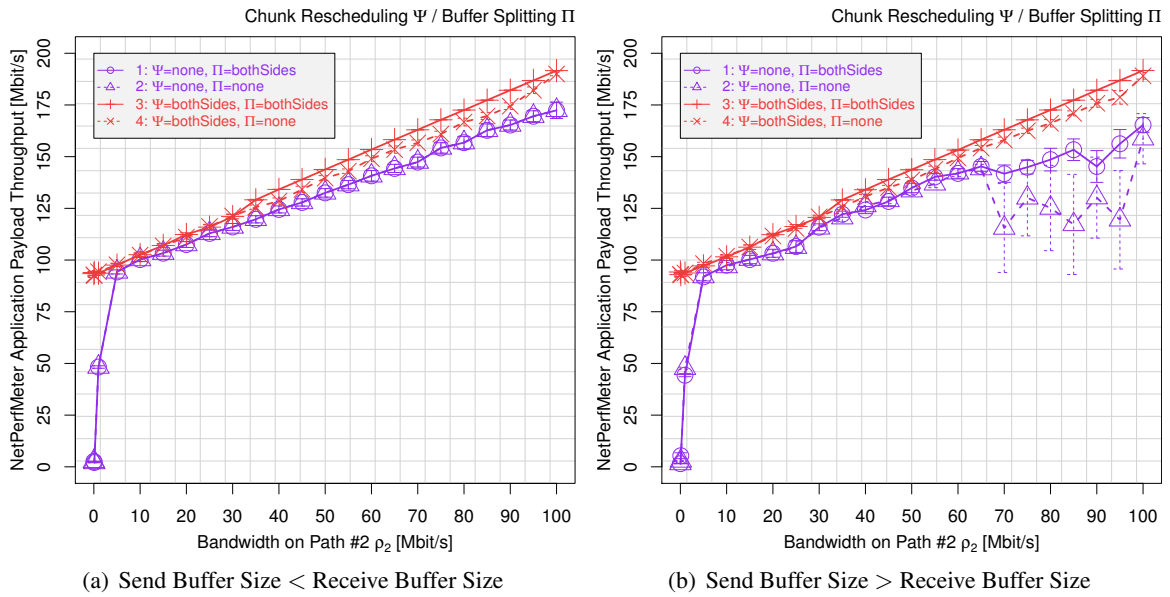 Chunk Rescheduling Ψ / Buffer Splitting Π
NetPerfMeter Application Payload Throughput [Mbit/s]
200
175
150
125
100
75
50
25
0
1: Ψ=none, Π=bothSides
2: Ψ=none, Π=none
3: Ψ=bothSides, Π=bothSides
4: Ψ=bothSides, Π=none
0 10 20 30 40 50 60 70 80 90 100
Bandwidth on Path #2 ρ2 [Mbit/s]
(a) Send Buffer Size < Receive Buffer Size
Chunk Rescheduling Ψ / Buffer Splitting Π
NetPerfMeter Application Payload Throughput [Mbit/s]
200
175
150
125
100
75
50
25
0
1: Ψ=none, Π=bothSides
2: Ψ=none, Π=none
3: Ψ=bothSides, Π=bothSides
4: Ψ=bothSides, Π=none
0 10 20 30 40 50 60 70 80 90 100
Bandwidth on Path #2 ρ2 [Mbit/s]
(b) Send Buffer Size > Receive Buffer Size